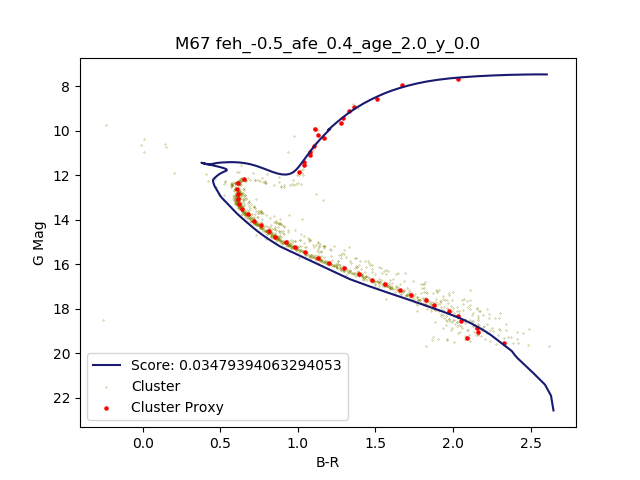 M67 feh_-0.5_afe_0.4_age_2.0_y_0.0
8
10
12
14
16
18
20
22
G Mag
Score: 0.03479394063294053
Cluster
Cluster Proxy
0.0 0.5 1.0 1.5 2.0 2.5
B-R